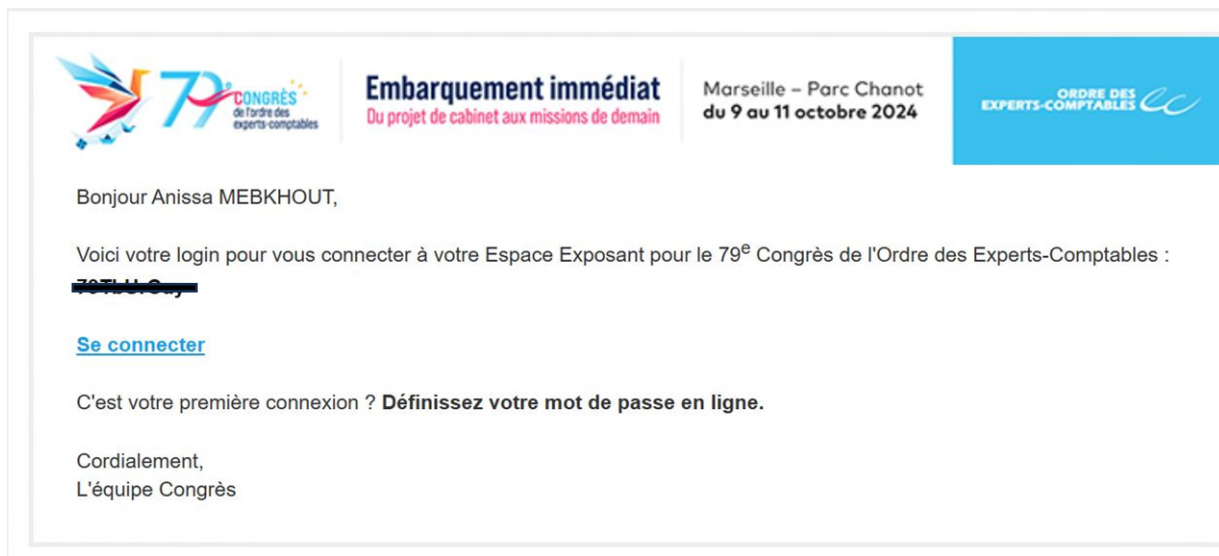 79
CONGRÈS
de l'ordre des
experts-comptables
Embarquement immédiat
Du projet de cabinet aux missions de demain
Marseille – Parc Chanot
du 9 au 11 octobre 2024
ORDRE DES
EXPERTS-COMPTABLES
Bonjour Anissa MEBKHOUT,
Voici votre login pour vous connecter à votre Espace Exposant pour le 79e Congrès de l'Ordre des Experts-Comptables :
Se connecter
C'est votre première connexion ? Définissez votre mot de passe en ligne.
Cordialement,
L'équipe Congrès